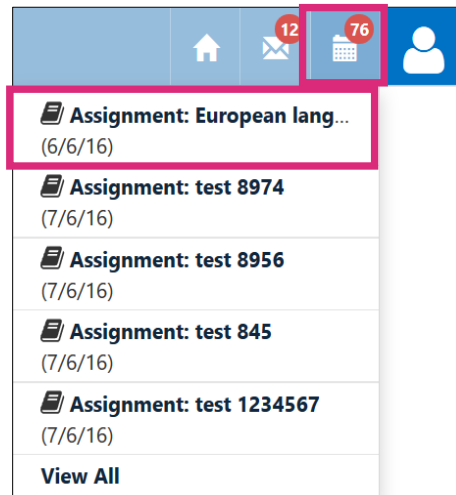 12 76
Assignment: European lang...
(6/6/16)
Assignment: test 8974
(7/6/16)
Assignment: test 8956
(7/6/16)
Assignment: test 845
(7/6/16)
Assignment: test 1234567
(7/6/16)
View All